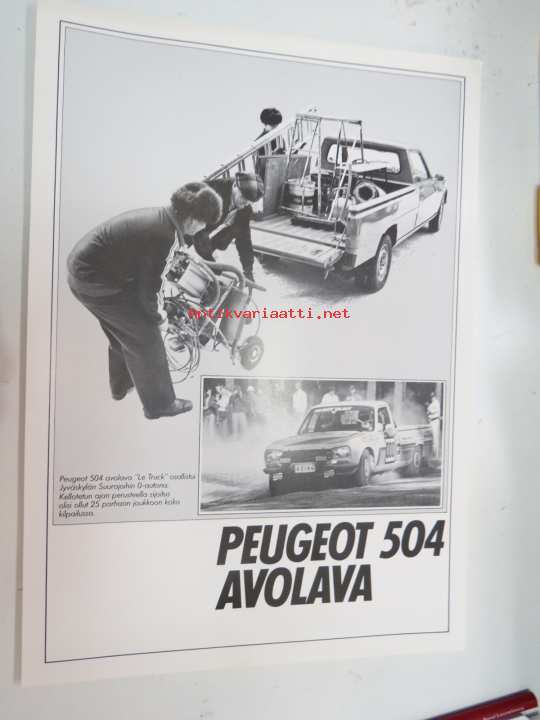 Antikvariaatti.net
Peugeot 504 avolava "Le Truck" osallistui
Jyväskylän Suurajoihin 0-autona.
Kellotetun ajan perusteella sijoitus
olisi ollut 25 parhaan joukkoon koko
kilpailussa.
PEUGEOT 504
AVOLAVA